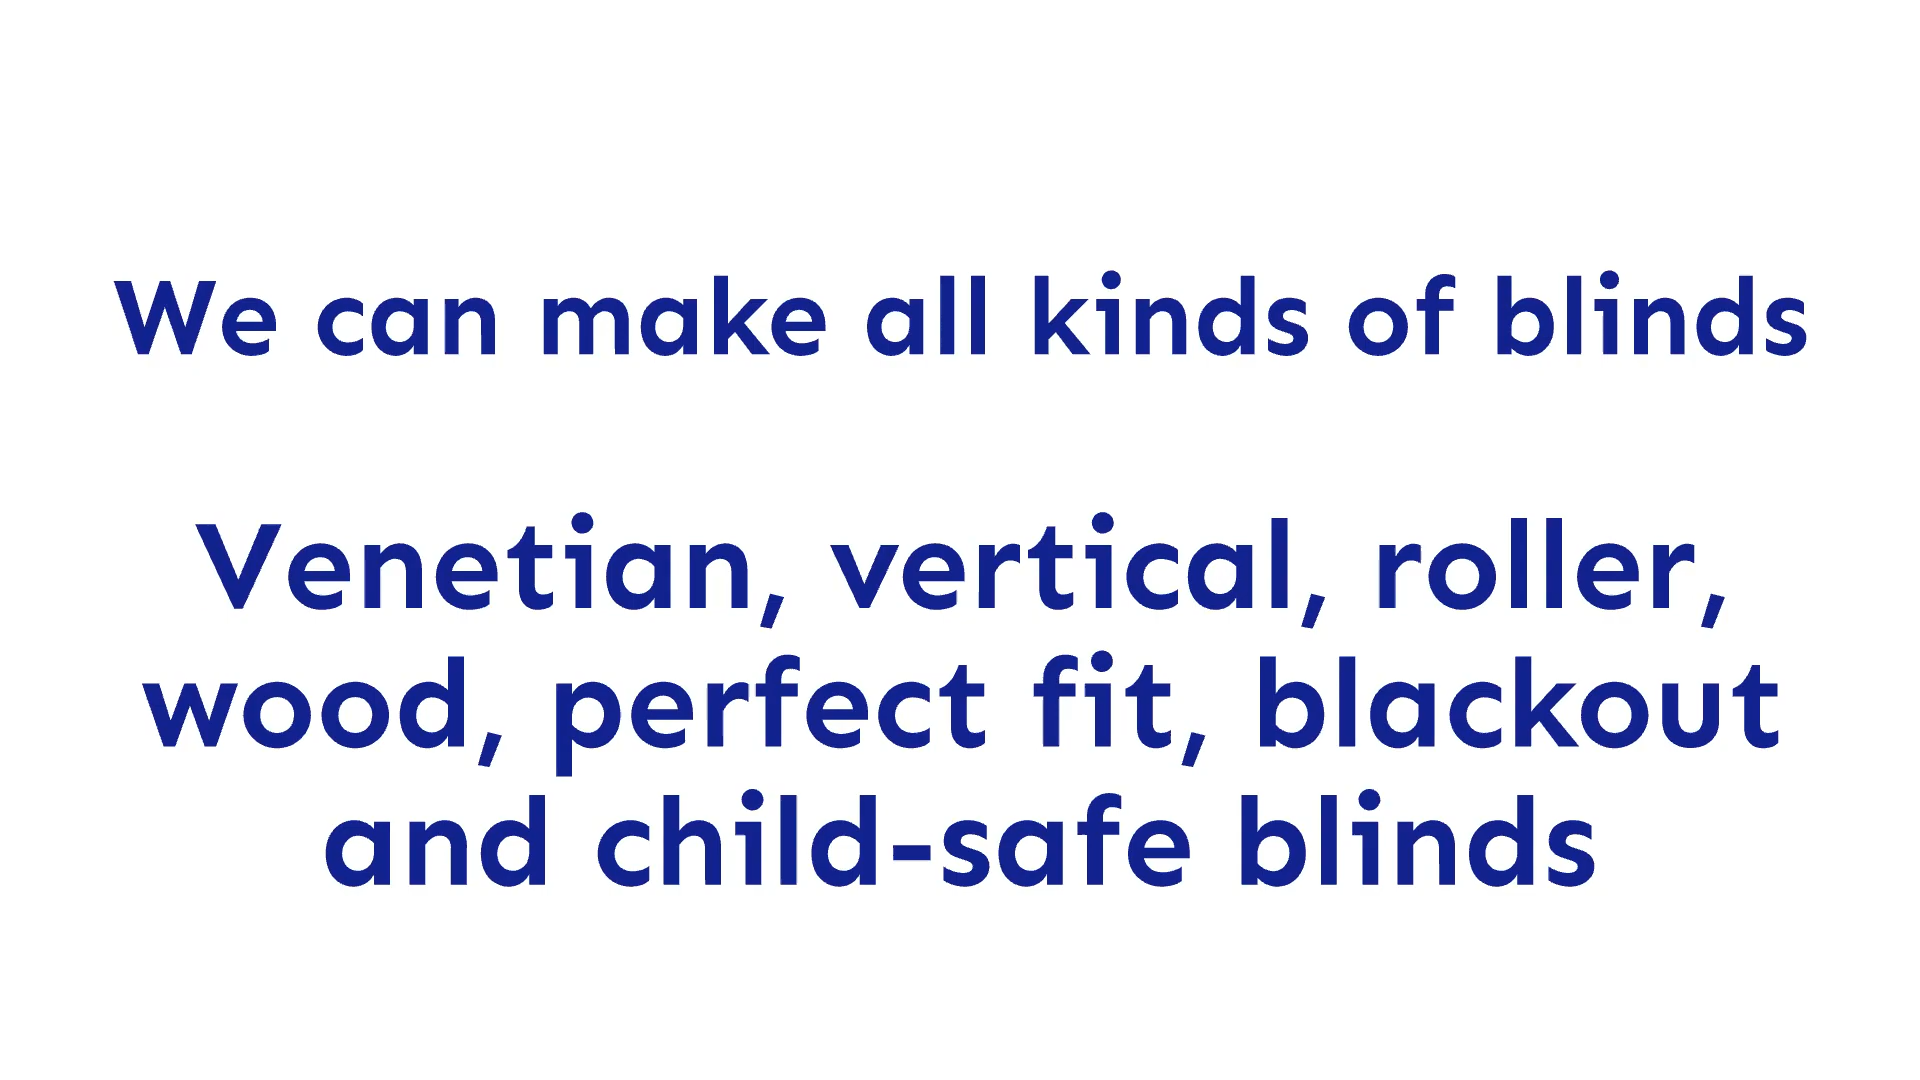 We can make all kinds of blinds
Venetian, vertical, roller,
wood, perfect fit, blackout
and child-safe blinds